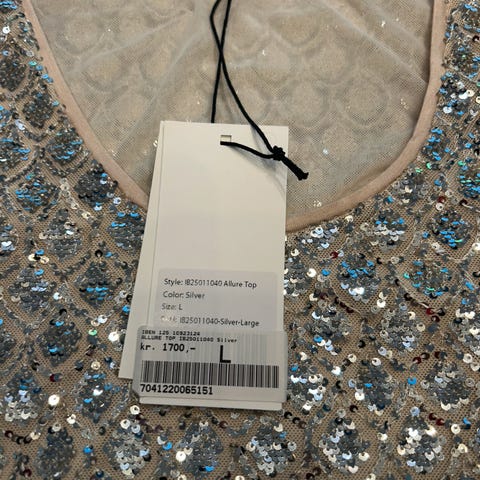 Style: IB25011040 Allure Top
Color: Silver
Size: L
IB25011040-Silver-Large
IBEN 125 10923124
ALLURE TOP IB25011040 Silver
kr. 1700,-
L
7041220065151